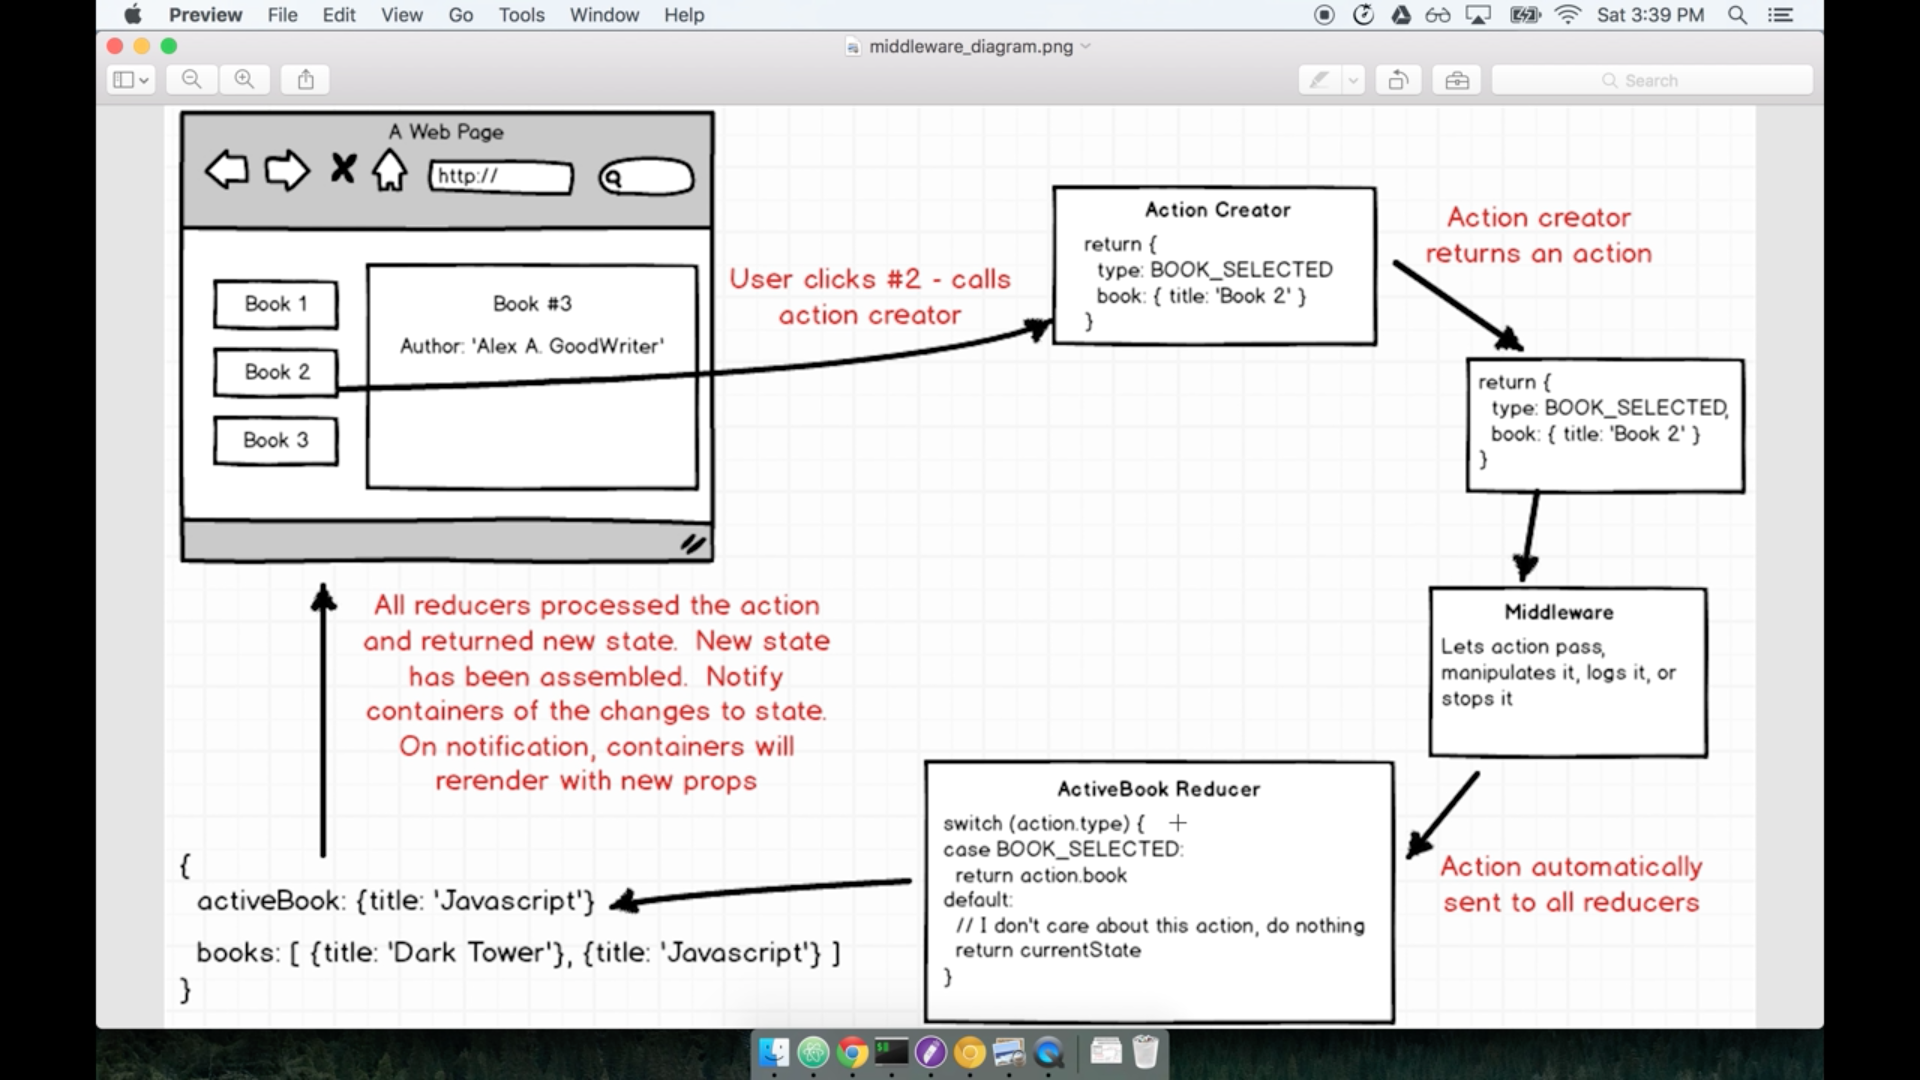 Preview File Edit View Go Tools Window Help Sat 3:39 PM
middleware_diagram.png
Search
A Web Page
http://
Book 1
Book 2
Book 3
Book #3
Author: 'Alex A. GoodWriter'
User clicks #2 - calls
action creator
Action Creator
return {
type: BOOK_SELECTED
book: { title: 'Book 2' }
}
Action creator
returns an action
return {
type: BOOK_SELECTED,
book: { title: 'Book 2' }
}
Middleware
Lets action pass,
manipulates it, logs it, or
stops it
Action automatically
sent to all reducers
ActiveBook Reducer
switch (action.type) {
case BOOK_SELECTED:
return action.book
default:
// I don't care about this action, do nothing
return currentState
}
All reducers processed the action
and returned new state. New state
has been assembled. Notify
containers of the changes to state.
On notification, containers will
rerender with new props
{
activeBook: {title: 'Javascript'}
books: [ {title: 'Dark Tower'}, {title: 'Javascript'} ]
}